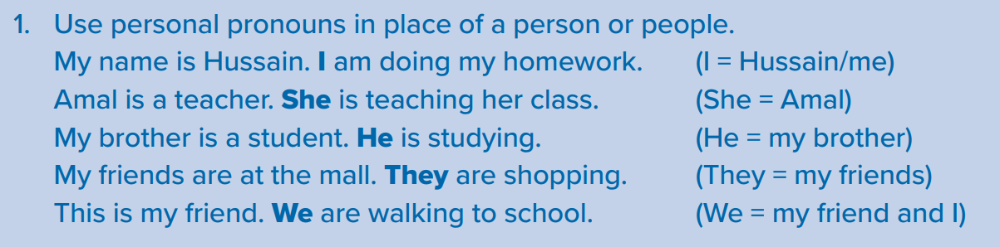 1. Use personal pronouns in place of a person or people.
My name is Hussain. I am doing my homework. (I = Hussain/me)
Amal is a teacher. She is teaching her class. (She = Amal)
My brother is a student. He is studying. (He = my brother)
My friends are at the mall. They are shopping. (They = my friends)
This is my friend. We are walking to school. (We = my friend and I)